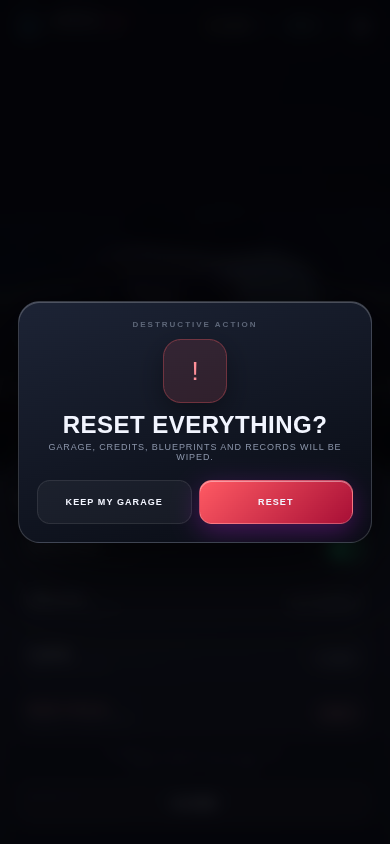 DESTRUCTIVE ACTION
!
RESET EVERYTHING?
GARAGE, CREDITS, BLUEPRINTS AND RECORDS WILL BE
WIPED.
KEEP MY GARAGE
RESET